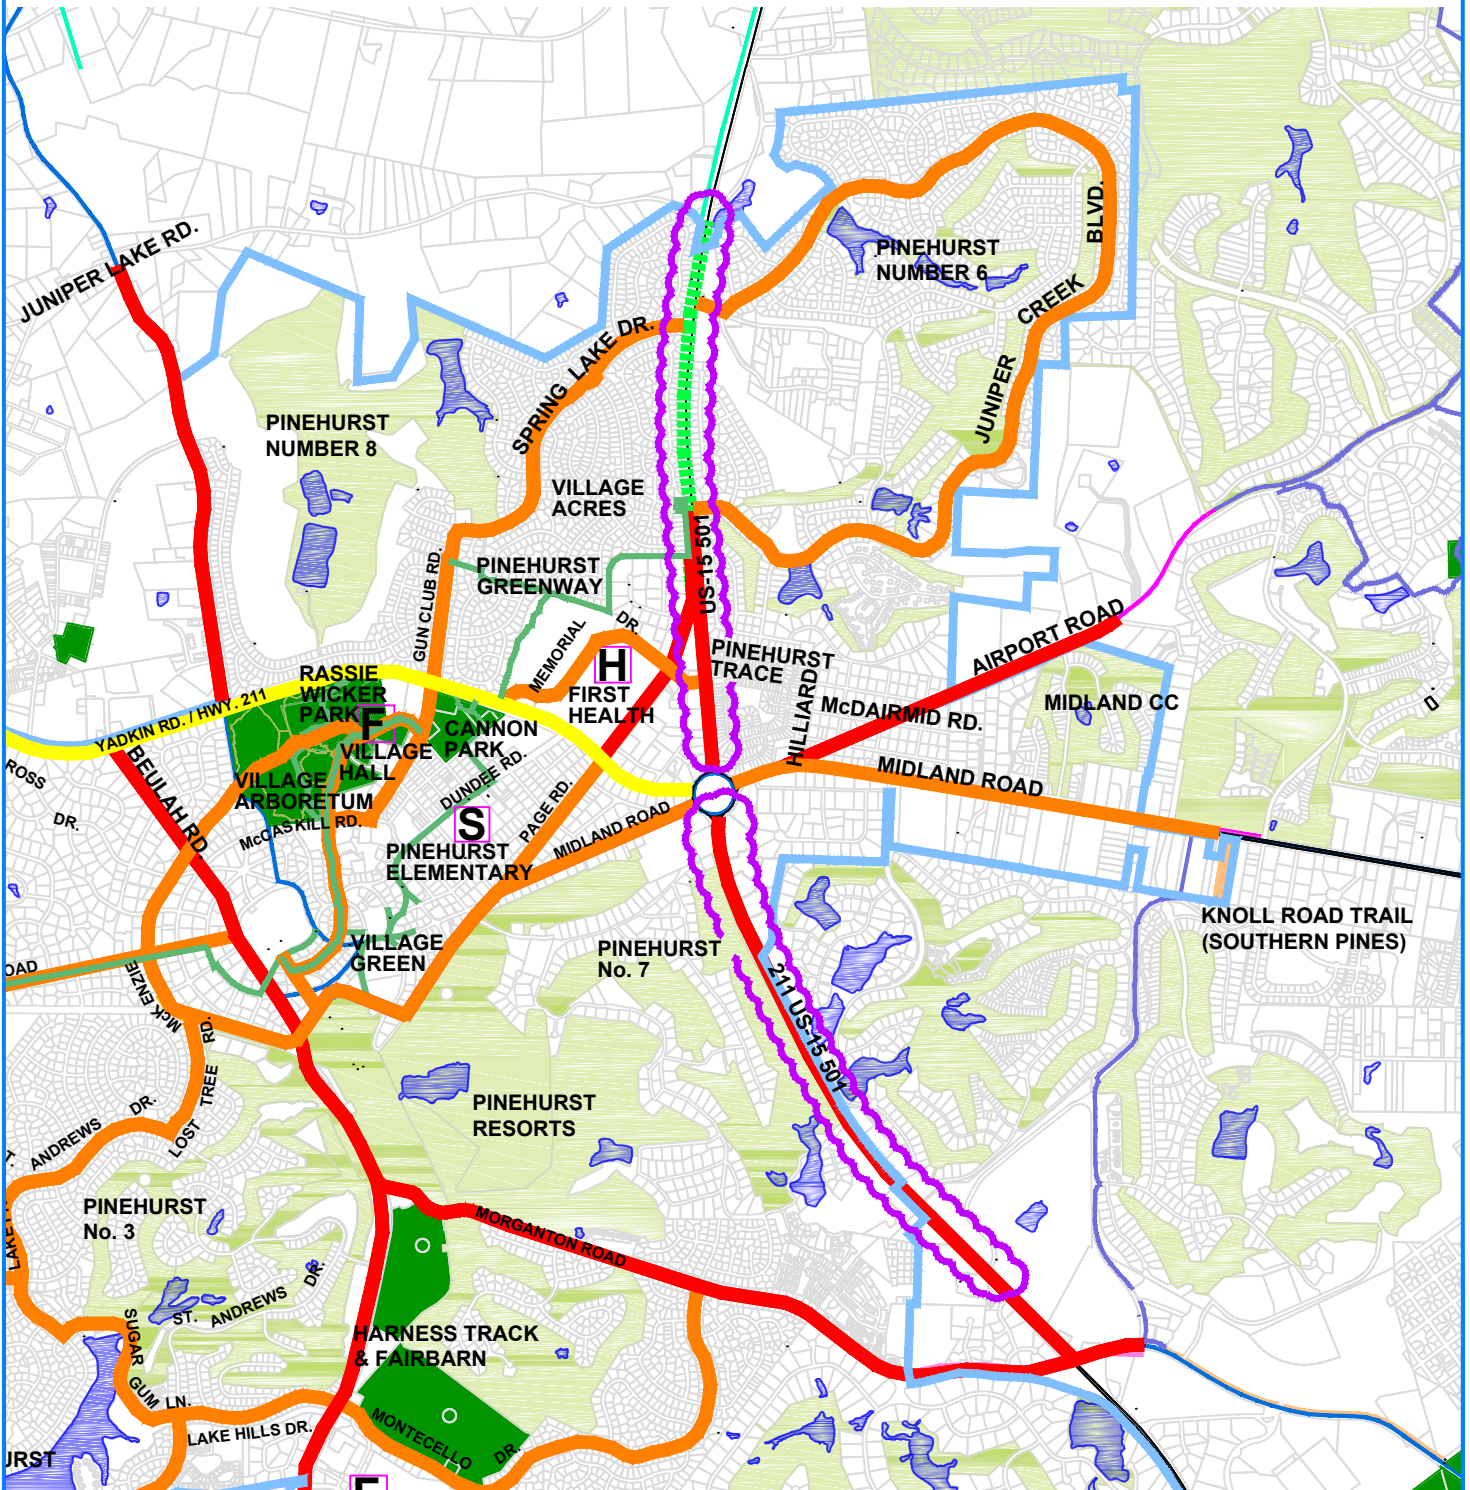 JUNIPER LAKE RD.
PINEHURST
NUMBER 6
BLVD.
CREEK
JUNIPER
SPRING LAKE DR.
PINEHURST
NUMBER 8
VILLAGE
ACRES
US-15 501
PINEHURST
GREENWAY
GUN CLUB RD.
MEMORIAL
DR.
H
FIRST
HEALTH
PINEHURST
TRACE
HILLIARD
AIRPORT ROAD
McDAIRMID RD.
MIDLAND CC
MIDLAND ROAD
RASSIE
WICKER
PARK
F
YADKIN RD. / HWY. 211
CANNON
PARK
VILLAGE
HALL
VILLAGE
ARBORETUM
BEULAH RD.
ROSS
DR.
McCASKILL RD.
DUNDEE RD.
S
PAGE RD.
MIDLAND ROAD
PINEHURST
ELEMENTARY
KNOLL ROAD TRAIL
(SOUTHERN PINES)
VILLAGE
GREEN
PINEHURST
No. 7
OAD
McK ENZIE
RD.
TREE
LOST
211 US-15 501
ANDREWS
DR.
T.
PINEHURST
RESORTS
PINEHURST
No. 3
MORGANTON ROAD
ST. ANDREWS DR.
SUGAR
GUM
LN.
HARNESS TRACK
& FAIRBARN
LAKE HILLS DR.
MONTECELLO
DR.
URST